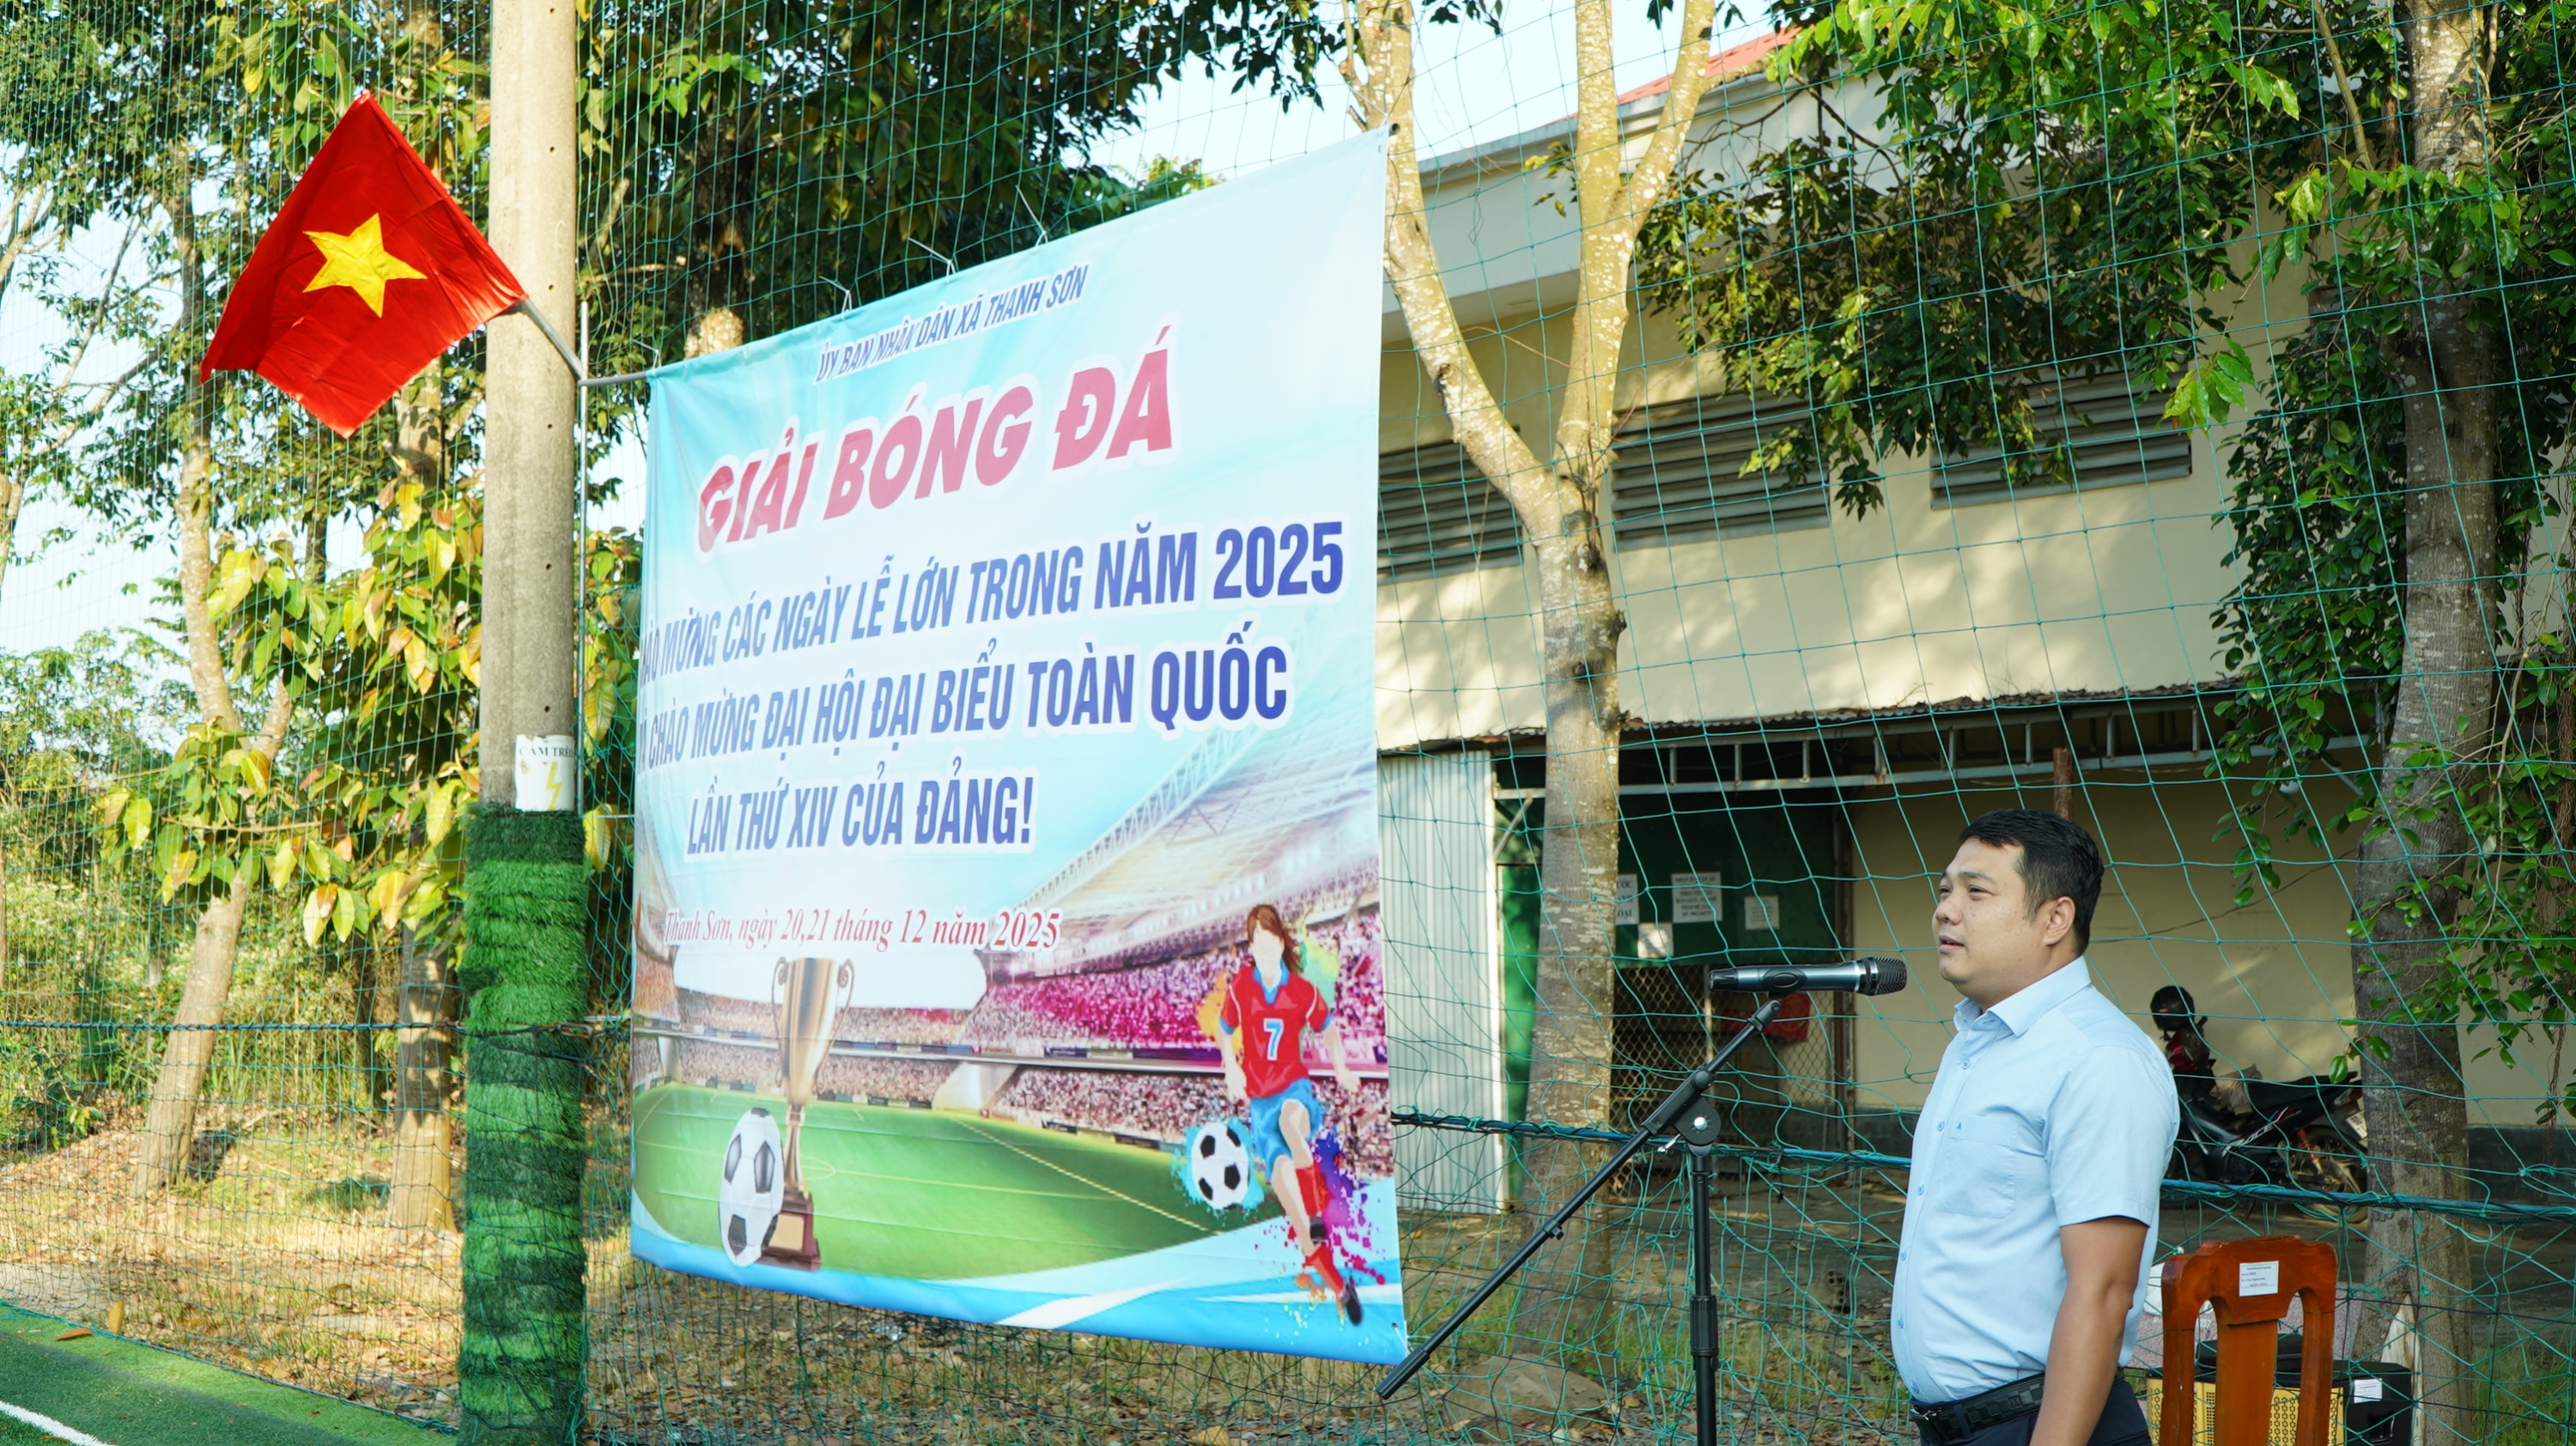 ỦY BAN NHÂN DÂN XÃ THANH SƠN
GIẢI BÓNG ĐÁ
MỪNG CÁC NGÀY LỄ LỚN TRONG NĂM 2025
CHÀO MỪNG ĐẠI HỘI ĐẠI BIỂU TOÀN QUỐC
LẦN THỨ XIV CỦA ĐẢNG!
Thanh Sơn, ngày 20,21 tháng 12 năm 2025
7
CẤM